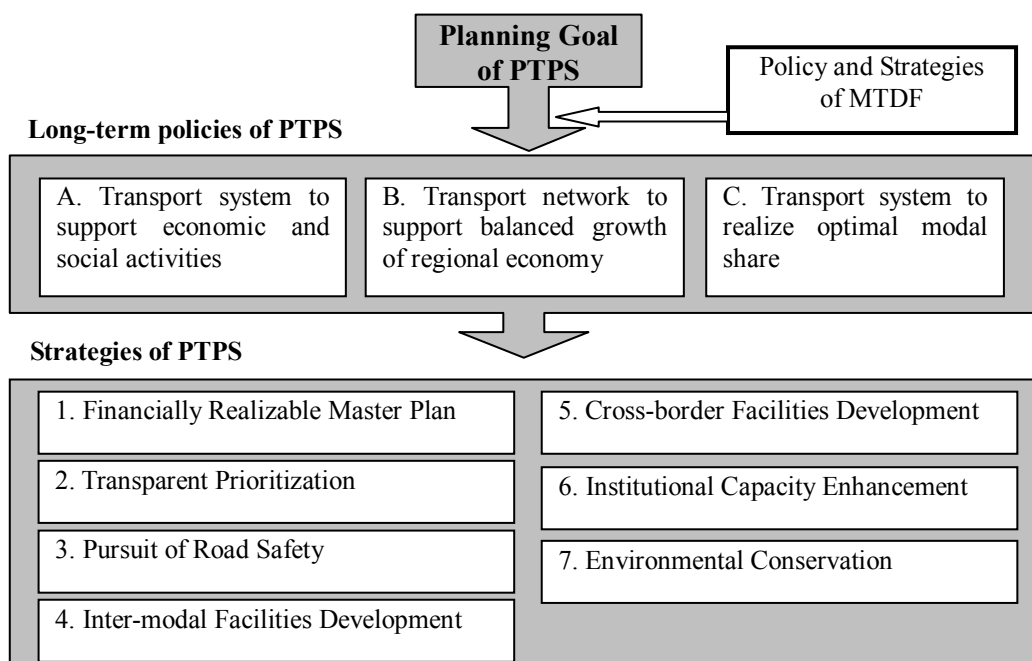 Planning Goal
of PTPS
Policy and Strategies
of MTDF
Long-term policies of PTPS
A. Transport system to
support economic and
social activities
B. Transport network to
support balanced growth
of regional economy
C. Transport system to
realize optimal modal
share
Strategies of PTPS
1. Financially Realizable Master Plan
2. Transparent Prioritization
3. Pursuit of Road Safety
4. Inter-modal Facilities Development
5. Cross-border Facilities Development
6. Institutional Capacity Enhancement
7. Environmental Conservation